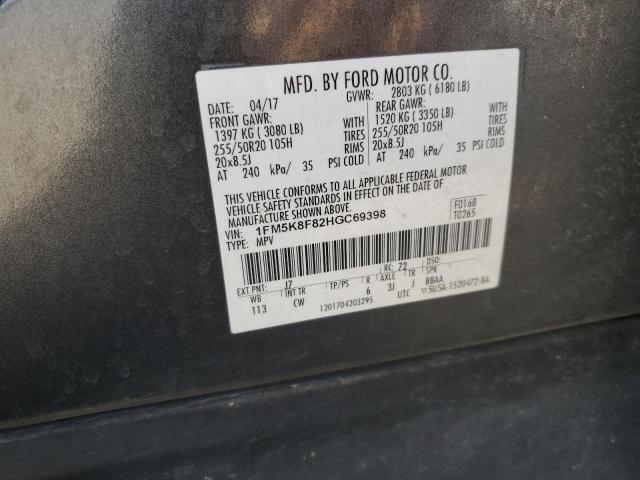 MFD. BY FORD MOTOR CO.
DATE: 04/17 GVWR: 2803 KG ( 6180 LB)
FRONT GAWR: REAR GAWR:
1397 KG ( 3080 LB) WITH 1520 KG ( 3350 LB) WITH
255/50R20 105H TIRES 255/50R20 105H TIRES
20x8.5J RIMS 20x8.5J RIMS
AT 240 kPa/ 35 PSI COLD AT 240 kPa/ 35 PSI COLD
THIS VEHICLE CONFORMS TO ALL APPLICABLE FEDERAL MOTOR
VEHICLE SAFETY STANDARDS IN EFFECT ON THE DATE OF
MANUFACTURE SHOWN ABOVE.
VIN: 1FM5K8F82HGC69398 F0168
TYPE: MPV T0265
EXT PNT: J7 RC: 72 DSO:
WB INT TR TP/PS R AXLE TR SPR
113 CW 6 3J J BBAA
1201704203295 UTC ▽5U5A-1520472-BA